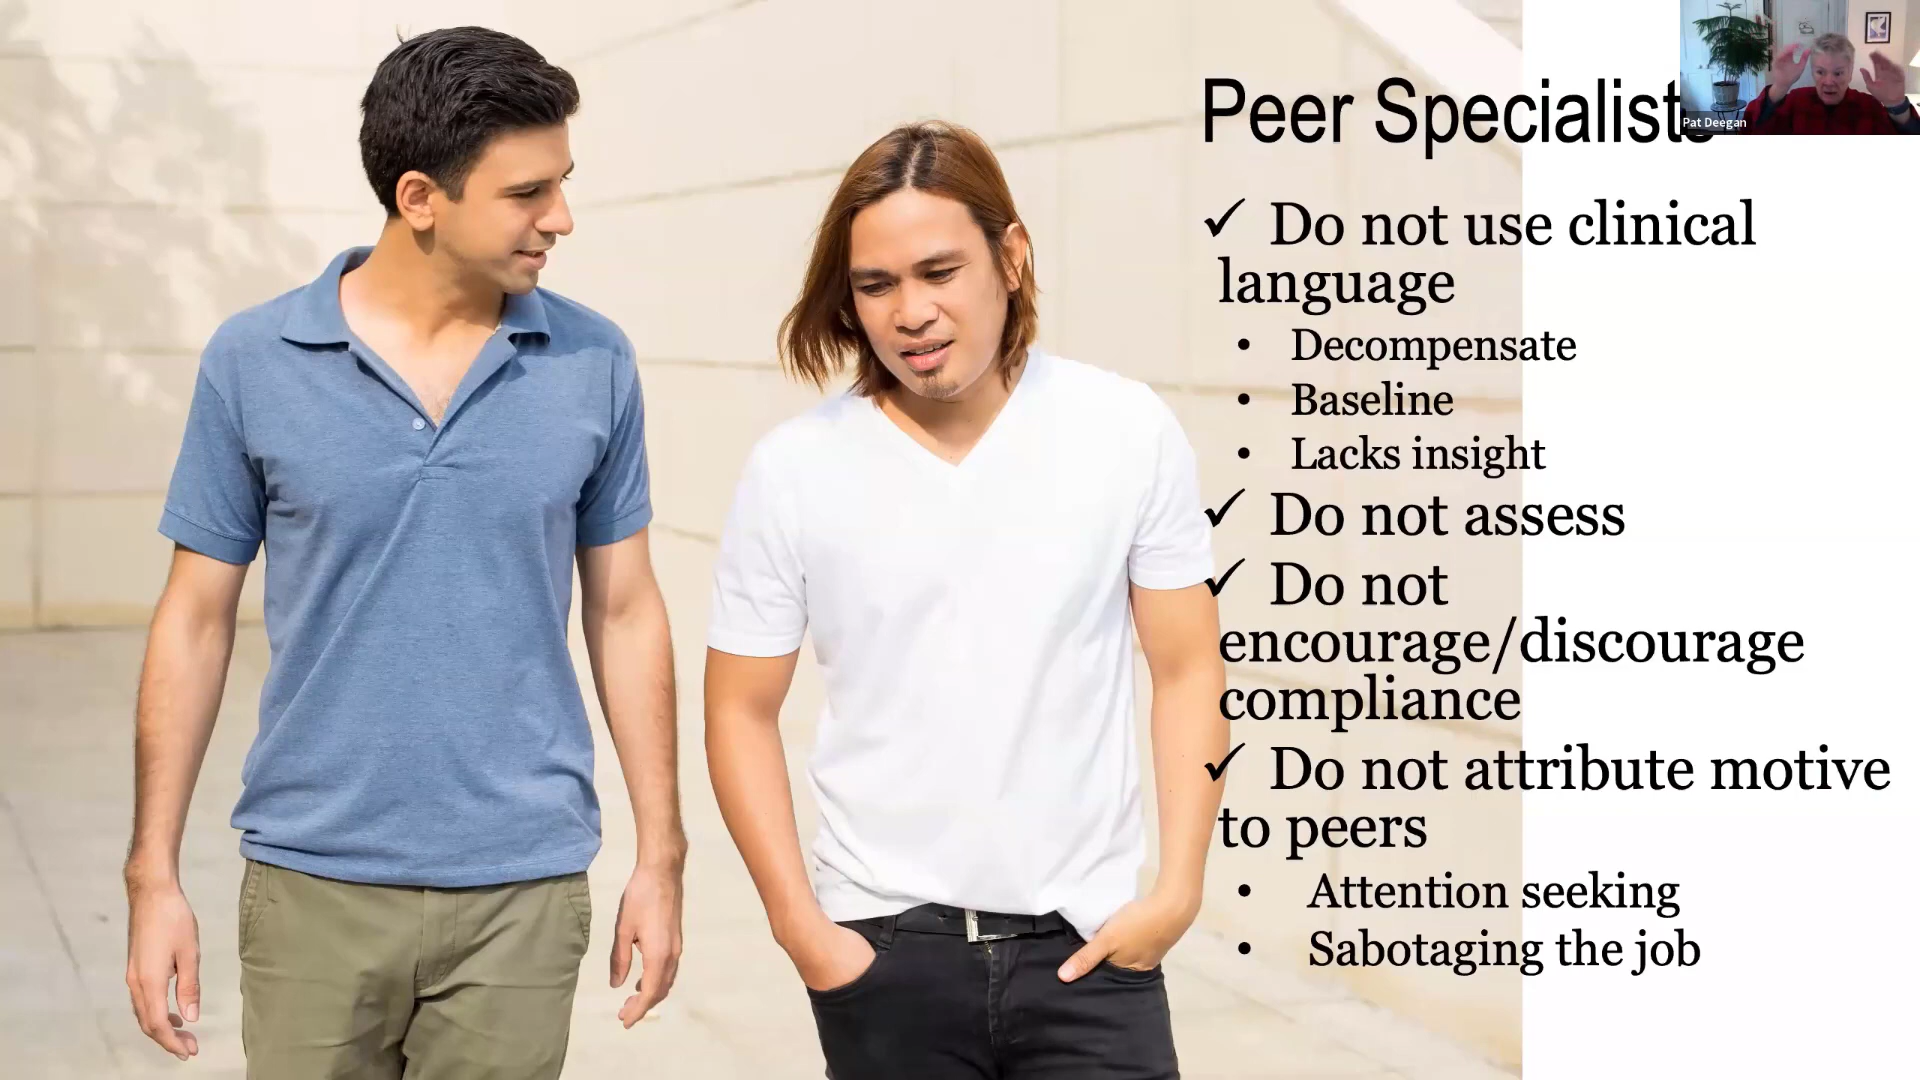 Peer Specialists
Pat Deegan
✓ Do not use clinical
language
• Decompensate
• Baseline
• Lacks insight
✓ Do not assess
✓ Do not
encourage/discourage
compliance
✓ Do not attribute motive
to peers
• Attention seeking
• Sabotaging the job